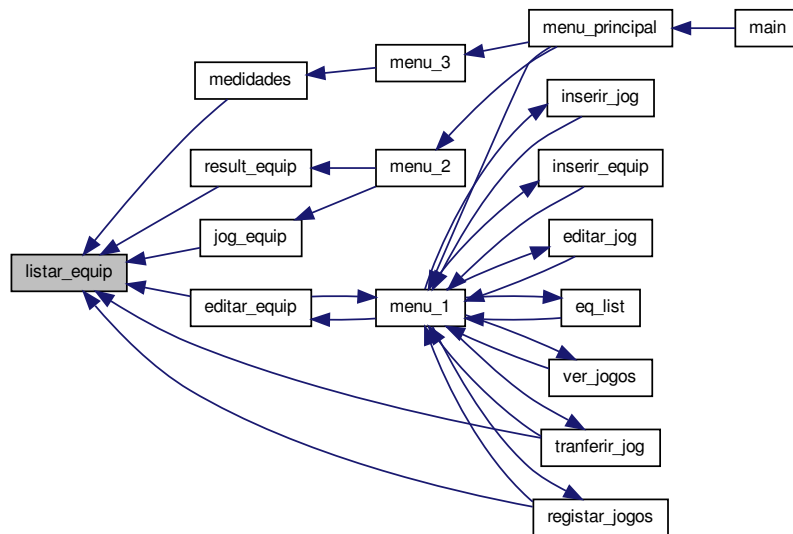 menu_principal
main
menu_3
medidades
inserir_jog
result_equip
menu_2
inserir_equip
jog_equip
editar_jog
listar_equip
editar_equip
menu_1
eq_list
ver_jogos
tranferir_jog
registar_jogos